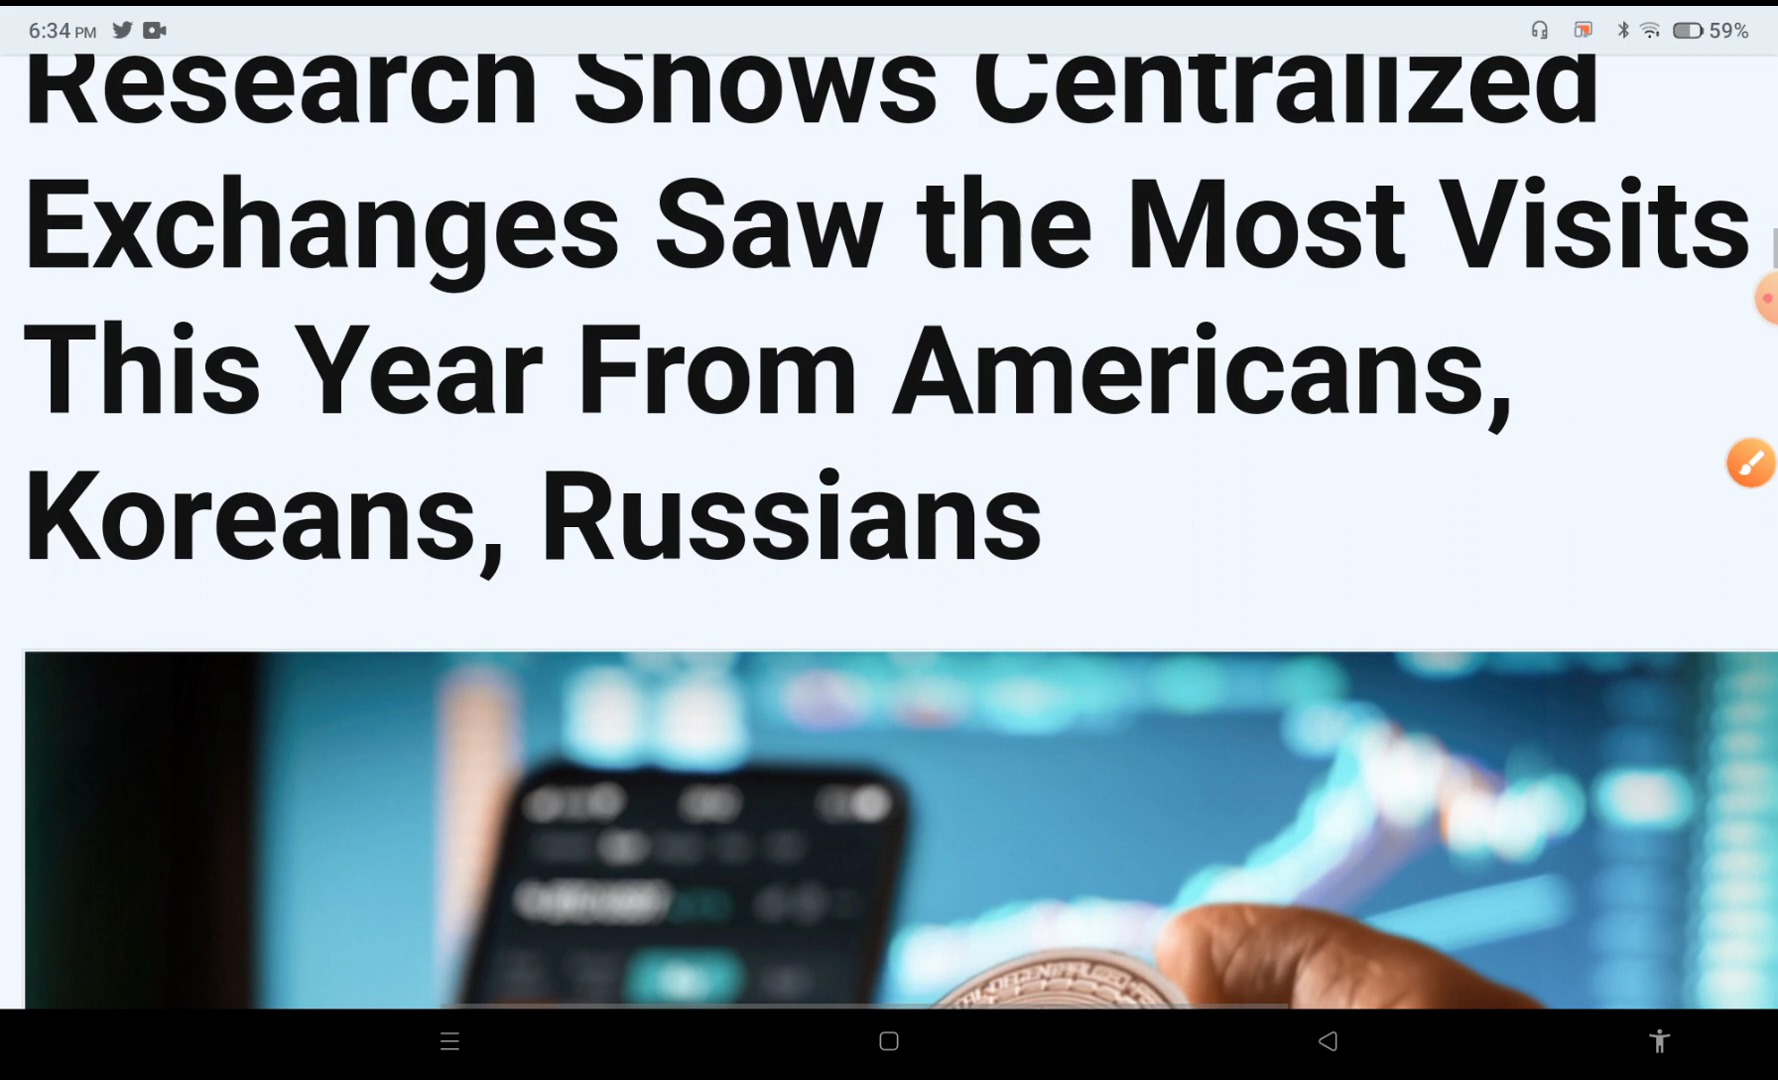 6:34 PM
59%
Research Shows Centralized
Exchanges Saw the Most Visits
This Year From Americans,
Koreans, Russians